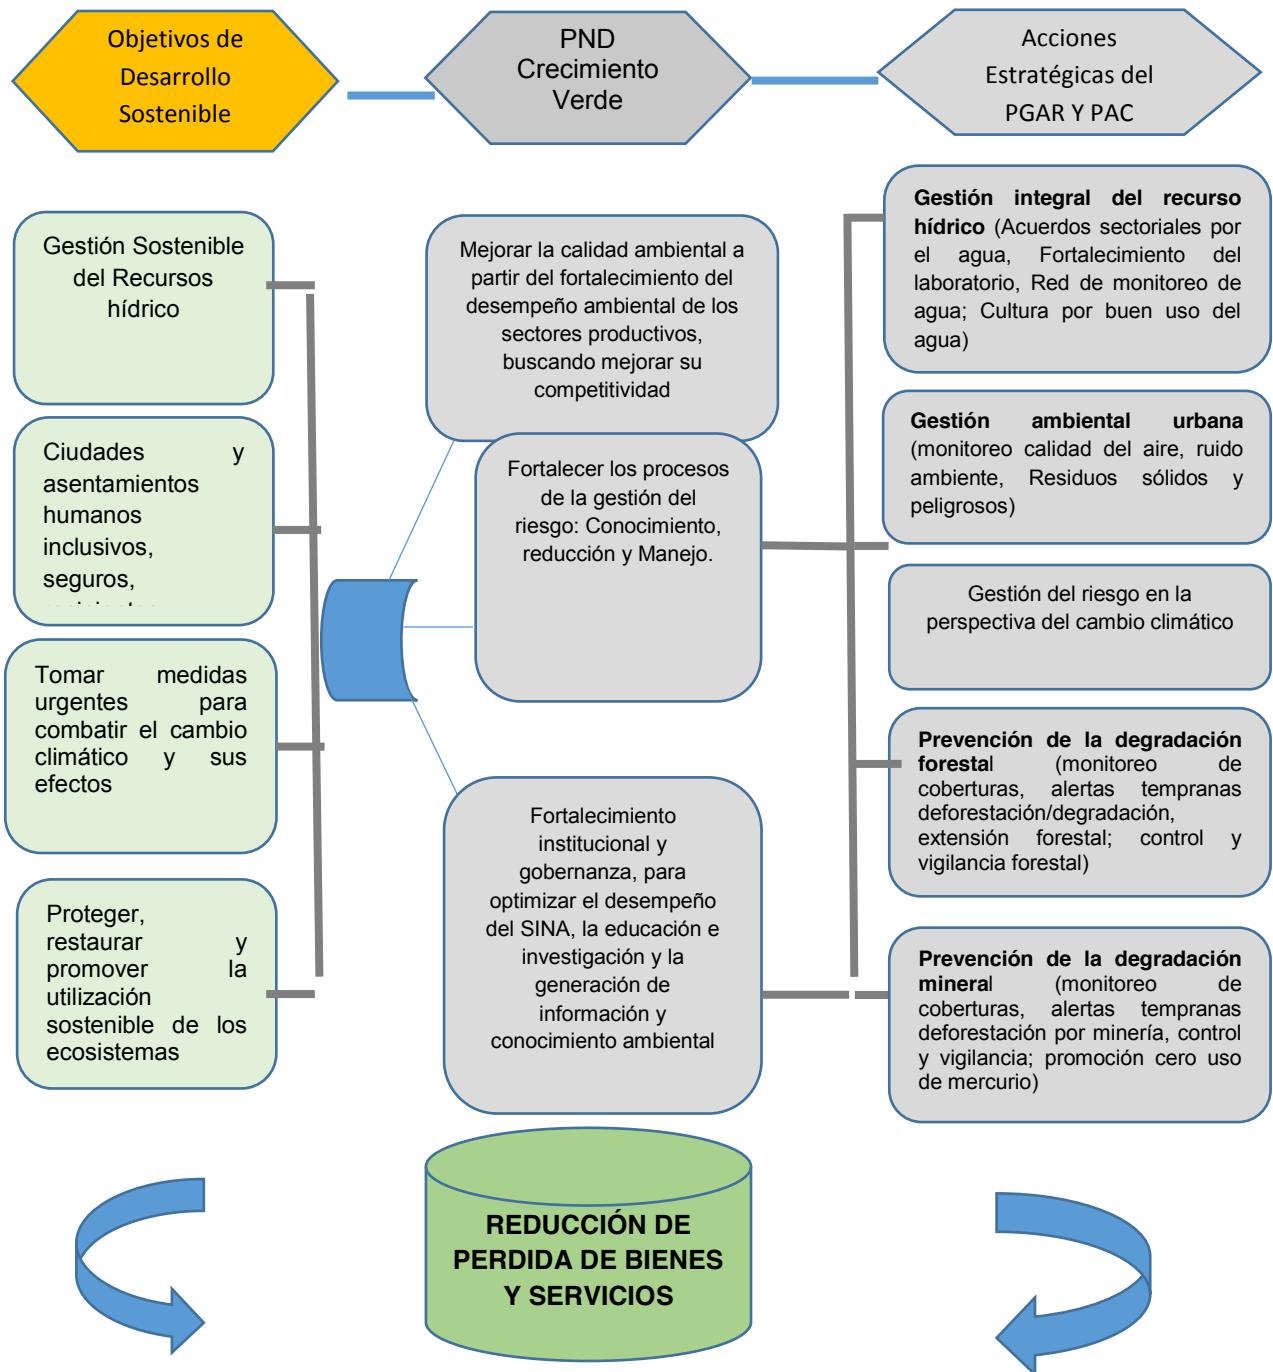 Objetivos de
Desarrollo
Sostenible
PND
Crecimiento
Verde
Acciones
Estratégicas del
PGAR Y PAC
Gestión Sostenible
del Recursos
hídrico
Ciudades y
asentamientos
humanos
inclusivos,
seguros,
Tomar medidas
urgentes para
combatir el cambio
climático y sus
efectos
Proteger,
restaurar y
promover la
utilización
sostenible de los
ecosistemas
Mejorar la calidad ambiental a
partir del fortalecimiento del
desempeño ambiental de los
sectores productivos,
buscando mejorar su
competitividad
Fortalecer los procesos
de la gestión del
riesgo: Conocimiento,
reducción y Manejo.
Fortalecimiento
institucional y
gobernanza, para
optimizar el desempeño
del SINA, la educación e
investigación y la
generación de
información y
conocimiento ambiental
Gestión integral del recurso
hídrico (Acuerdos sectoriales por
el agua, Fortalecimiento del
laboratorio, Red de monitoreo de
agua; Cultura por buen uso del
agua)
Gestión ambiental urbana
(monitoreo calidad del aire, ruido
ambiente, Residuos sólidos y
peligrosos)
Gestión del riesgo en la
perspectiva del cambio climático
Prevención de la degradación
forestal (monitoreo de
coberturas, alertas tempranas
deforestación/degradación,
extensión forestal; control y
vigilancia forestal)
Prevención de la degradación
mineral (monitoreo de
coberturas, alertas tempranas
deforestación por minería, control
y vigilancia; promoción cero uso
de mercurio)
REDUCCIÓN DE
PERDIDA DE BIENES
Y SERVICIOS